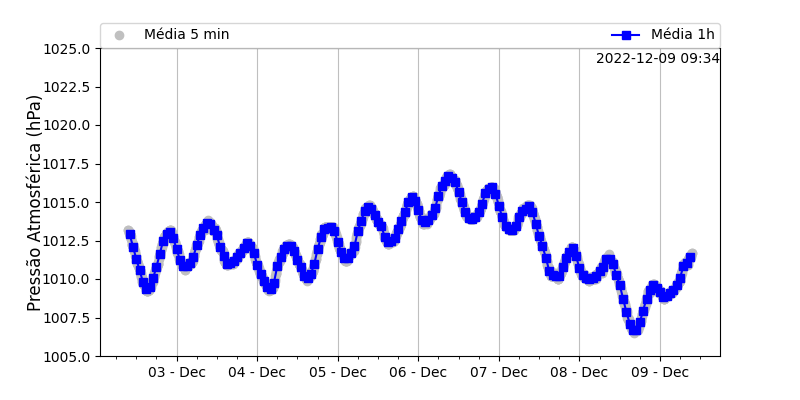 Média 5 min
Média 1h
2022-12-09 09:34
Pressão Atmosférica (hPa)
1025.0
1022.5
1020.0
1017.5
1015.0
1012.5
1010.0
1007.5
1005.0
03 - Dec
04 - Dec
05 - Dec
06 - Dec
07 - Dec
08 - Dec
09 - Dec